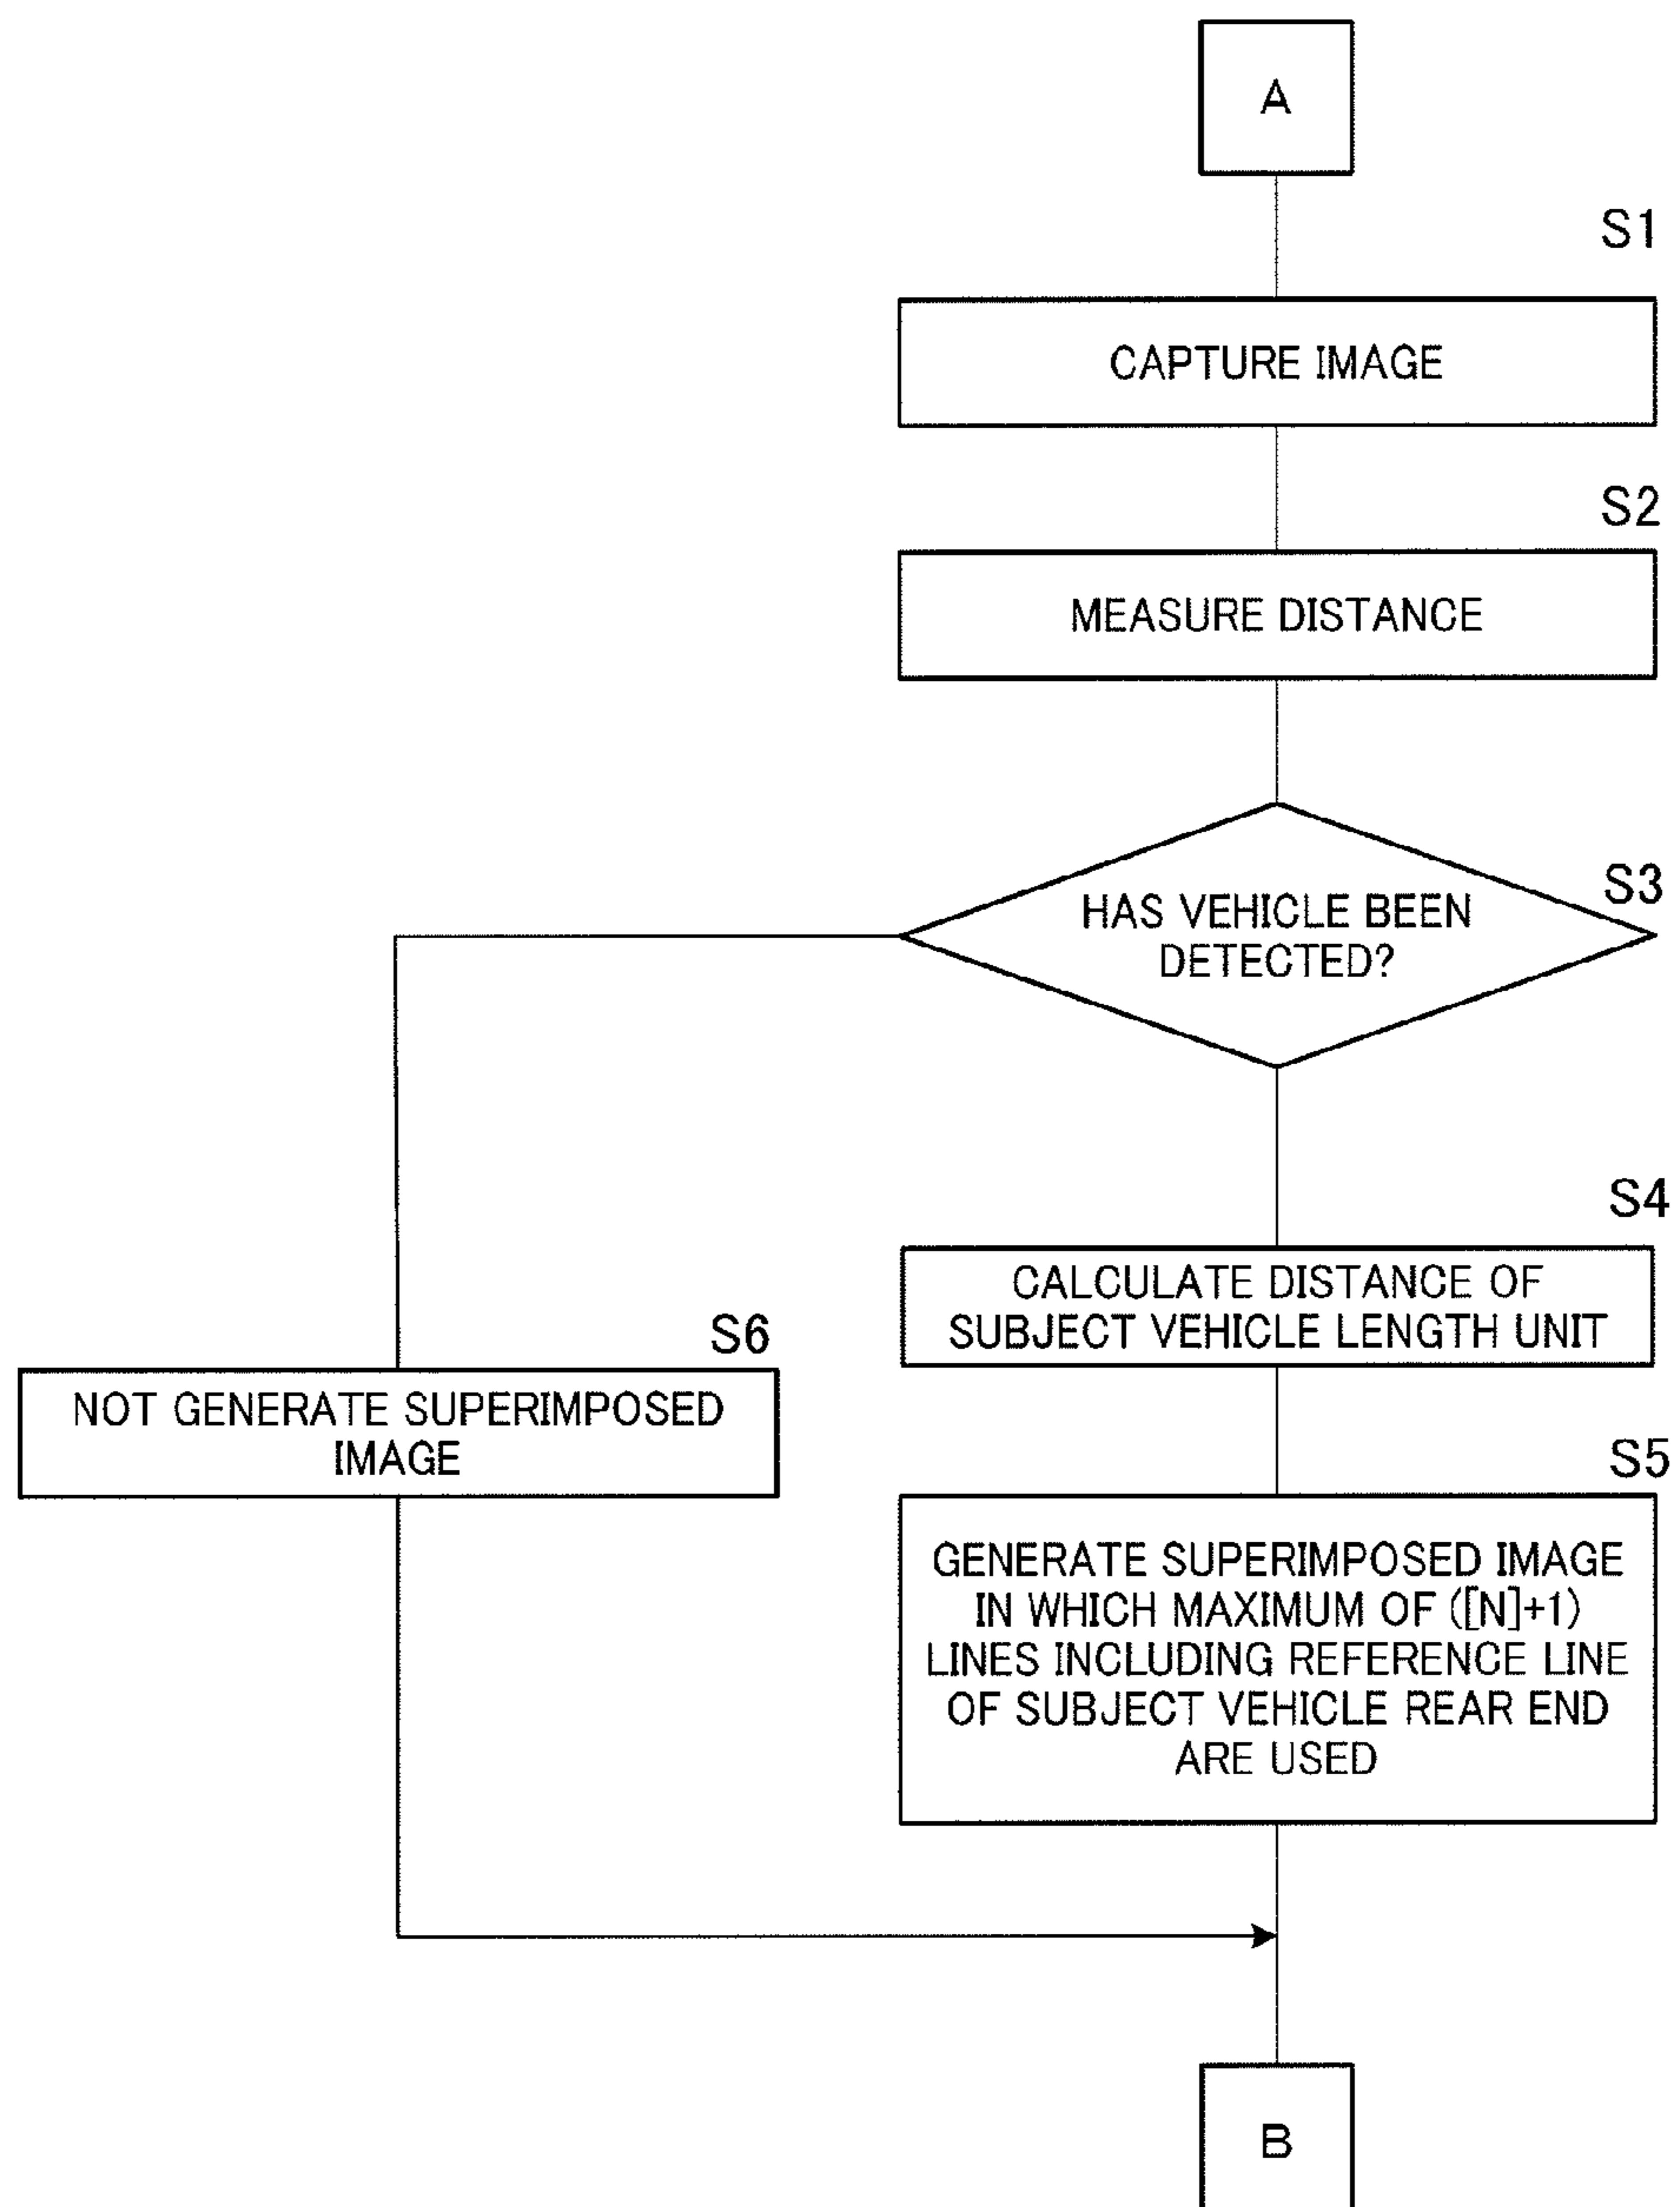 A
S1
CAPTURE IMAGE
S2
MEASURE DISTANCE
S3
HAS VEHICLE BEEN
DETECTED?
S4
CALCULATE DISTANCE OF
SUBJECT VEHICLE LENGTH UNIT
S6
NOT GENERATE SUPERIMPOSED
IMAGE
S5
GENERATE SUPERIMPOSED IMAGE
IN WHICH MAXIMUM OF ([N]+1)
LINES INCLUDING REFERENCE LINE
OF SUBJECT VEHICLE REAR END
ARE USED
B